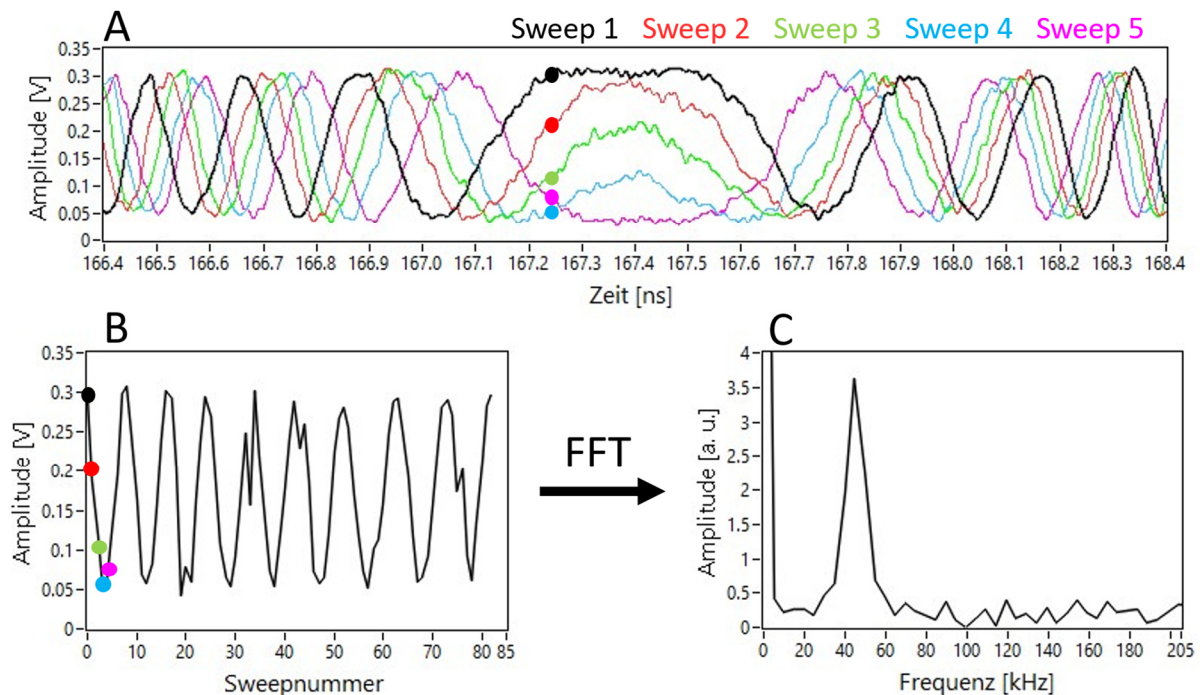 A
Sweep 1 Sweep 2 Sweep 3 Sweep 4 Sweep 5
Amplitude [V]
0.35
0.3
0.25
0.2
0.15
0.1
0.05
0
166.4 166.5 166.6 166.7 166.8 166.9 167.0 167.1 167.2 167.3 167.4 167.5 167.6 167.7 167.8 167.9 168.0 168.1 168.2 168.3 168.4
Zeit [ns]
B
Amplitude [V]
0.35
0.3
0.25
0.2
0.15
0.1
0.05
0
0 10 20 30 40 50 60 70 80 85
Sweepnummer
FFT
C
Amplitude [a. u.]
4
3.5
3
2.5
2
1.5
1
0.5
0
0 20 40 60 80 100 120 140 160 180 205
Frequenz [kHz]